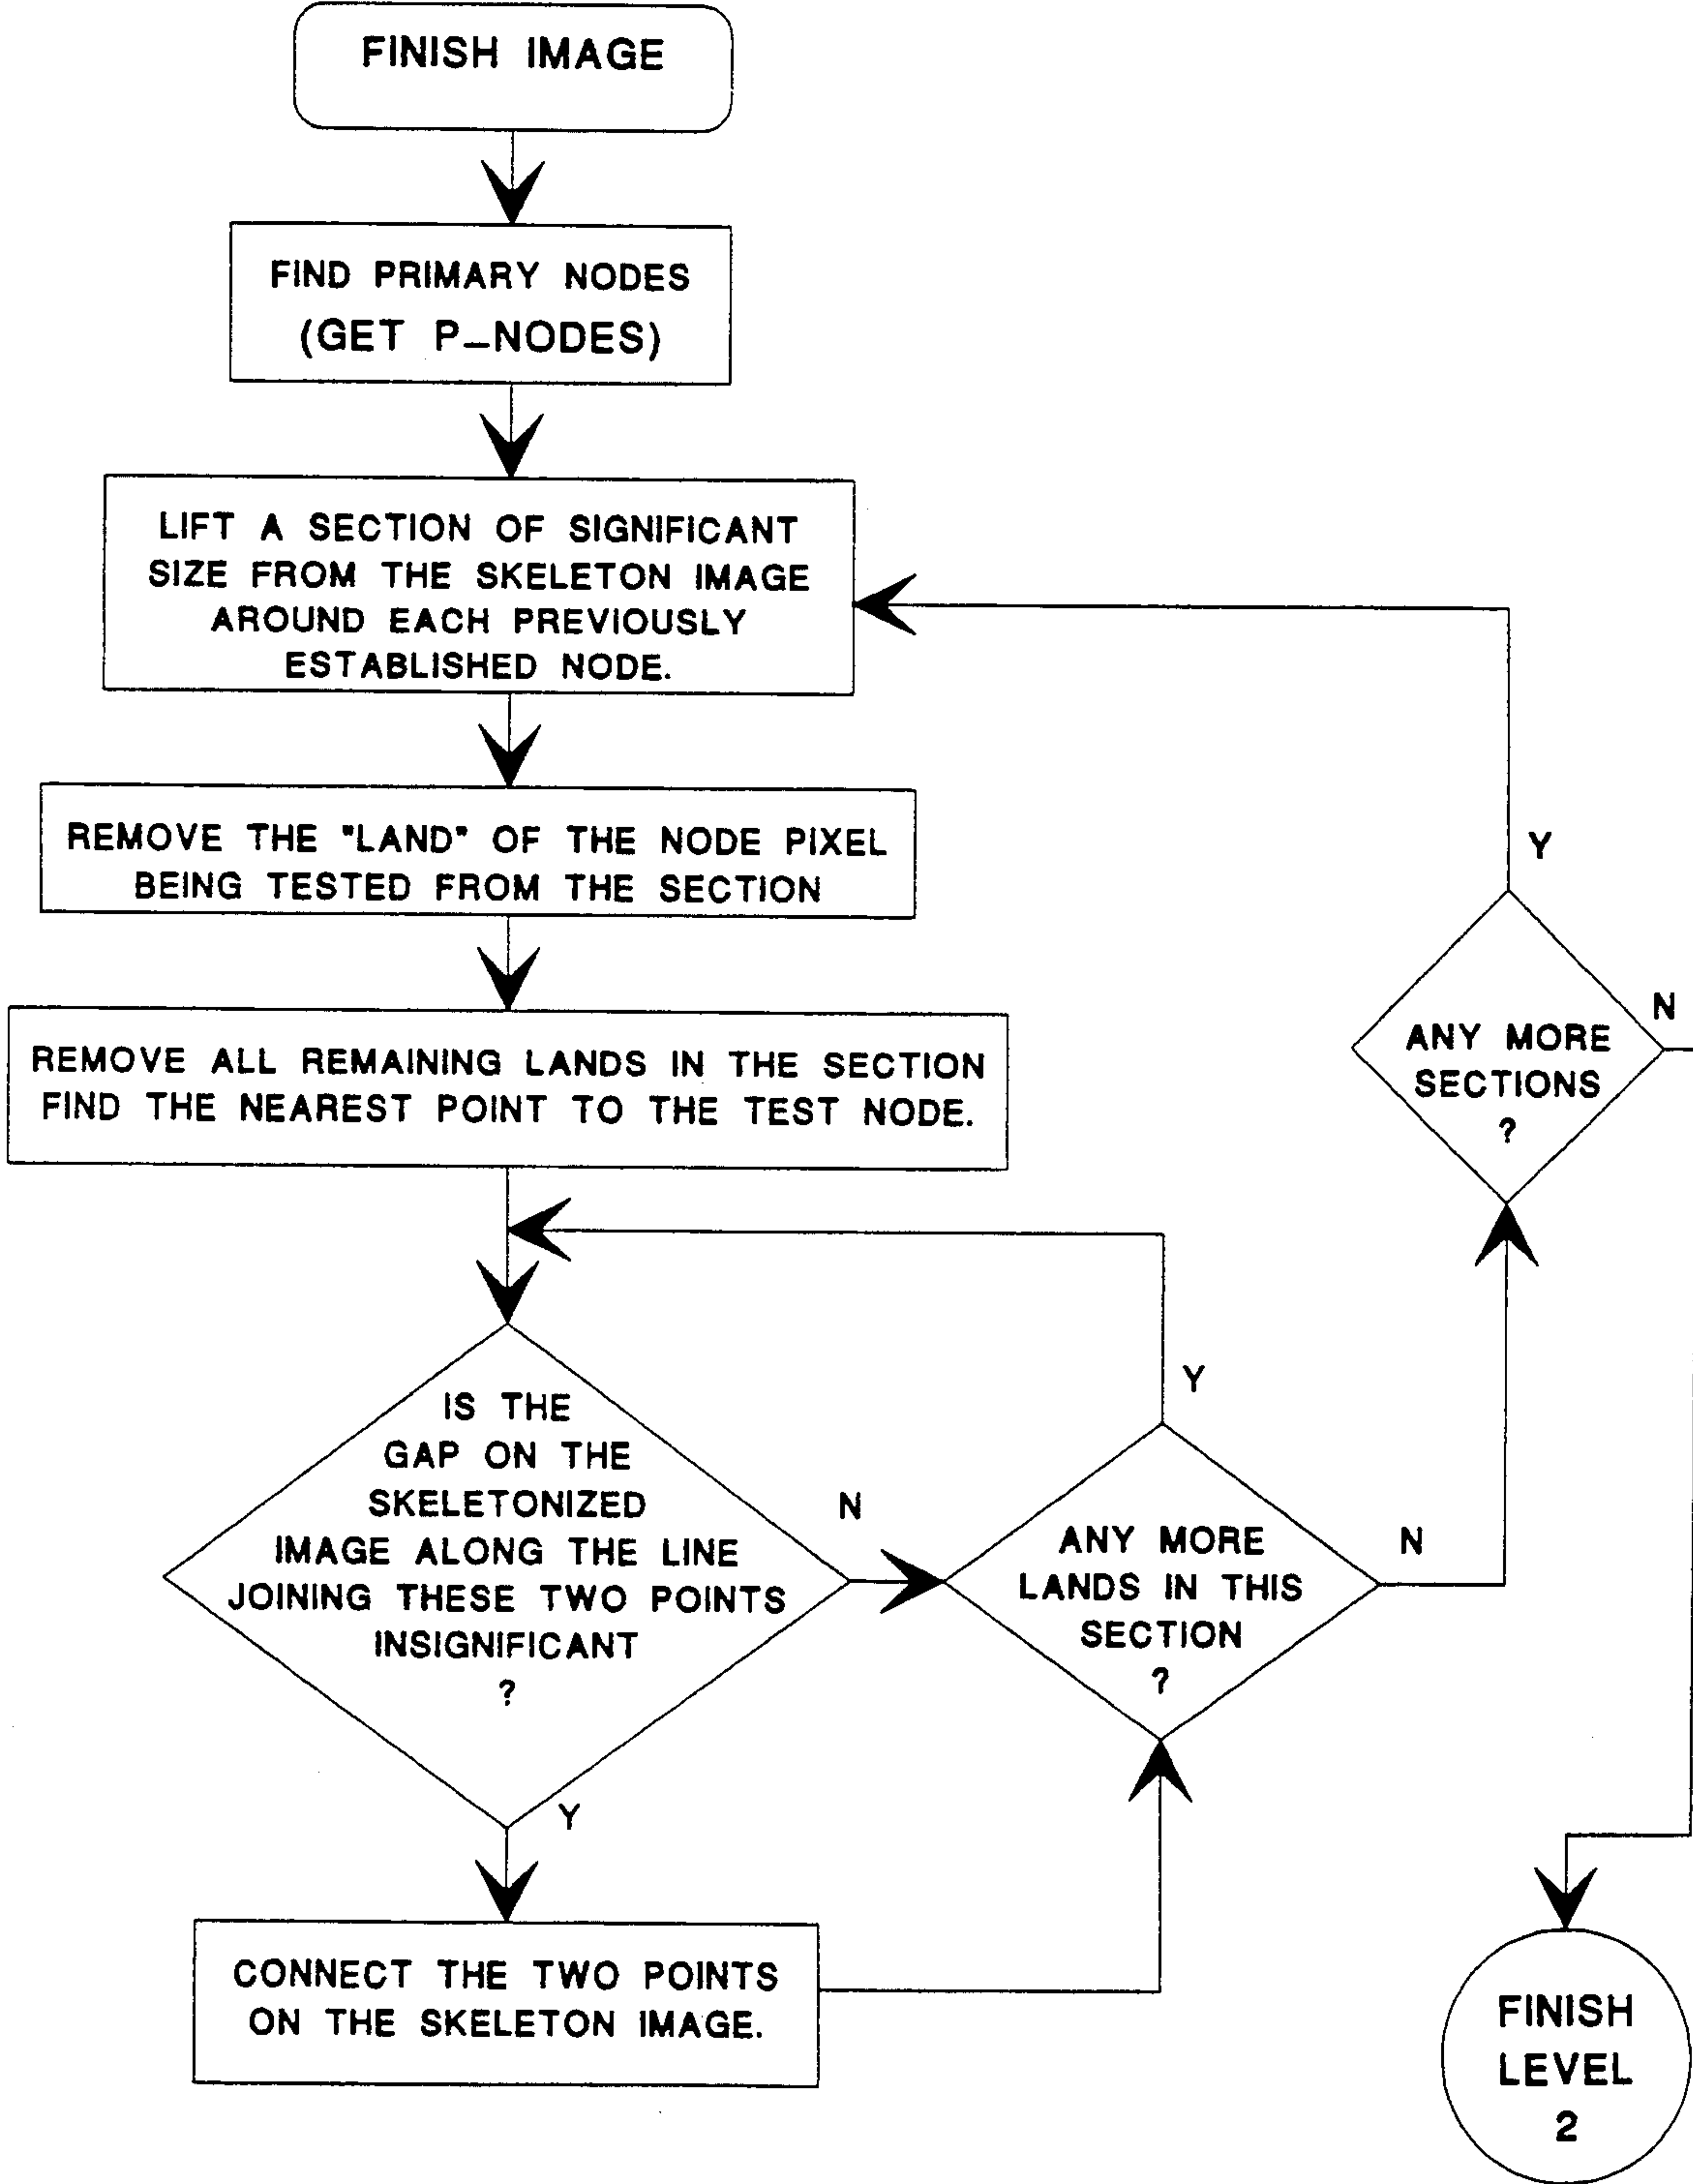 FINISH IMAGE
FIND PRIMARY NODES
(GET P_NODES)
LIFT A SECTION OF SIGNIFICANT
SIZE FROM THE SKELETON IMAGE
AROUND EACH PREVIOUSLY
ESTABLISHED NODE.
REMOVE THE "LAND" OF THE NODE PIXEL
BEING TESTED FROM THE SECTION
Y
N
ANY MORE
SECTIONS
?
REMOVE ALL REMAINING LANDS IN THE SECTION
FIND THE NEAREST POINT TO THE TEST NODE.
IS THE
GAP ON THE
SKELETONIZED
IMAGE ALONG THE LINE
JOINING THESE TWO POINTS
INSIGNIFICANT
?
N
Y
Y
ANY MORE
LANDS IN THIS
SECTION
?
N
CONNECT THE TWO POINTS
ON THE SKELETON IMAGE.
FINISH
LEVEL
2